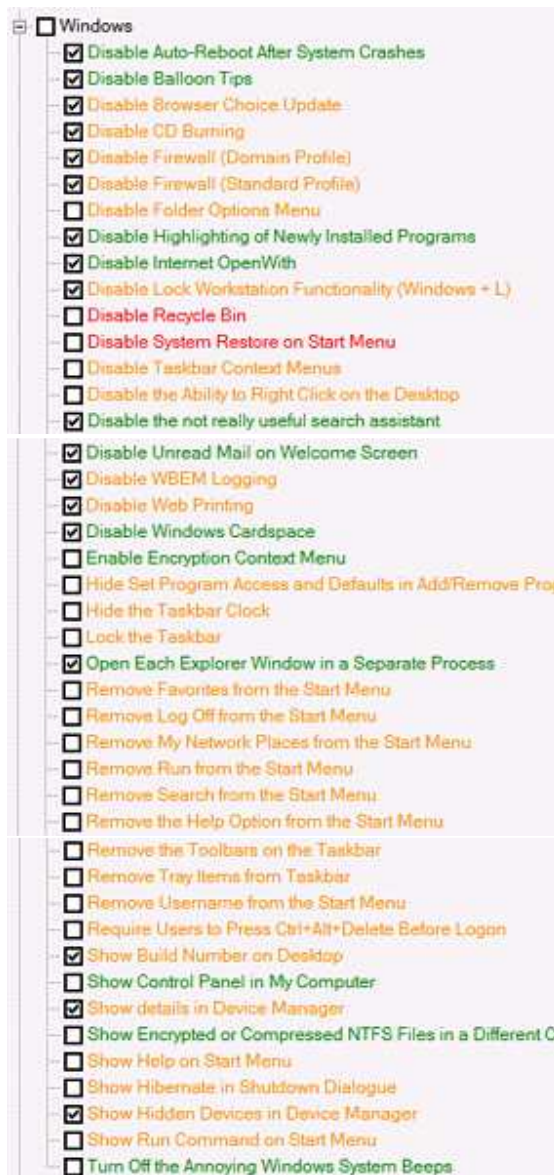 Windows
Disable Auto-Reboot After System Crashes
Disable Balloon Tips
Disable Browser Choice Update
Disable CD Burning
Disable Firewall (Domain Profile)
Disable Firewall (Standard Profile)
Disable Folder Options Menu
Disable Highlighting of Newly Installed Programs
Disable Internet OpenWith
Disable Lock Workstation Functionality (Windows + L)
Disable Recycle Bin
Disable System Restore on Start Menu
Disable Taskbar Context Menus
Disable the Ability to Right Click on the Desktop
Disable the not really useful search assistant
Disable Unread Mail on Welcome Screen
Disable WBEM Logging
Disable Web Printing
Disable Windows Cardspace
Enable Encryption Context Menu
Hide Set Program Access and Defaults in Add/Remove Prog
Hide the Taskbar Clock
Lock the Taskbar
Open Each Explorer Window in a Separate Process
Remove Favorites from the Start Menu
Remove Log Off from the Start Menu
Remove My Network Places from the Start Menu
Remove Run from the Start Menu
Remove Search from the Start Menu
Remove the Help Option from the Start Menu
Remove the Toolbars on the Taskbar
Remove Tray Items from Taskbar
Remove Username from the Start Menu
Require Users to Press Ctrl+Alt+Delete Before Logon
Show Build Number on Desktop
Show Control Panel in My Computer
Show details in Device Manager
Show Encrypted or Compressed NTFS Files in a Different C
Show Help on Start Menu
Show Hibernate in Shutdown Dialogue
Show Hidden Devices in Device Manager
Show Run Command on Start Menu
Turn Off the Annoying Windows System Beeps